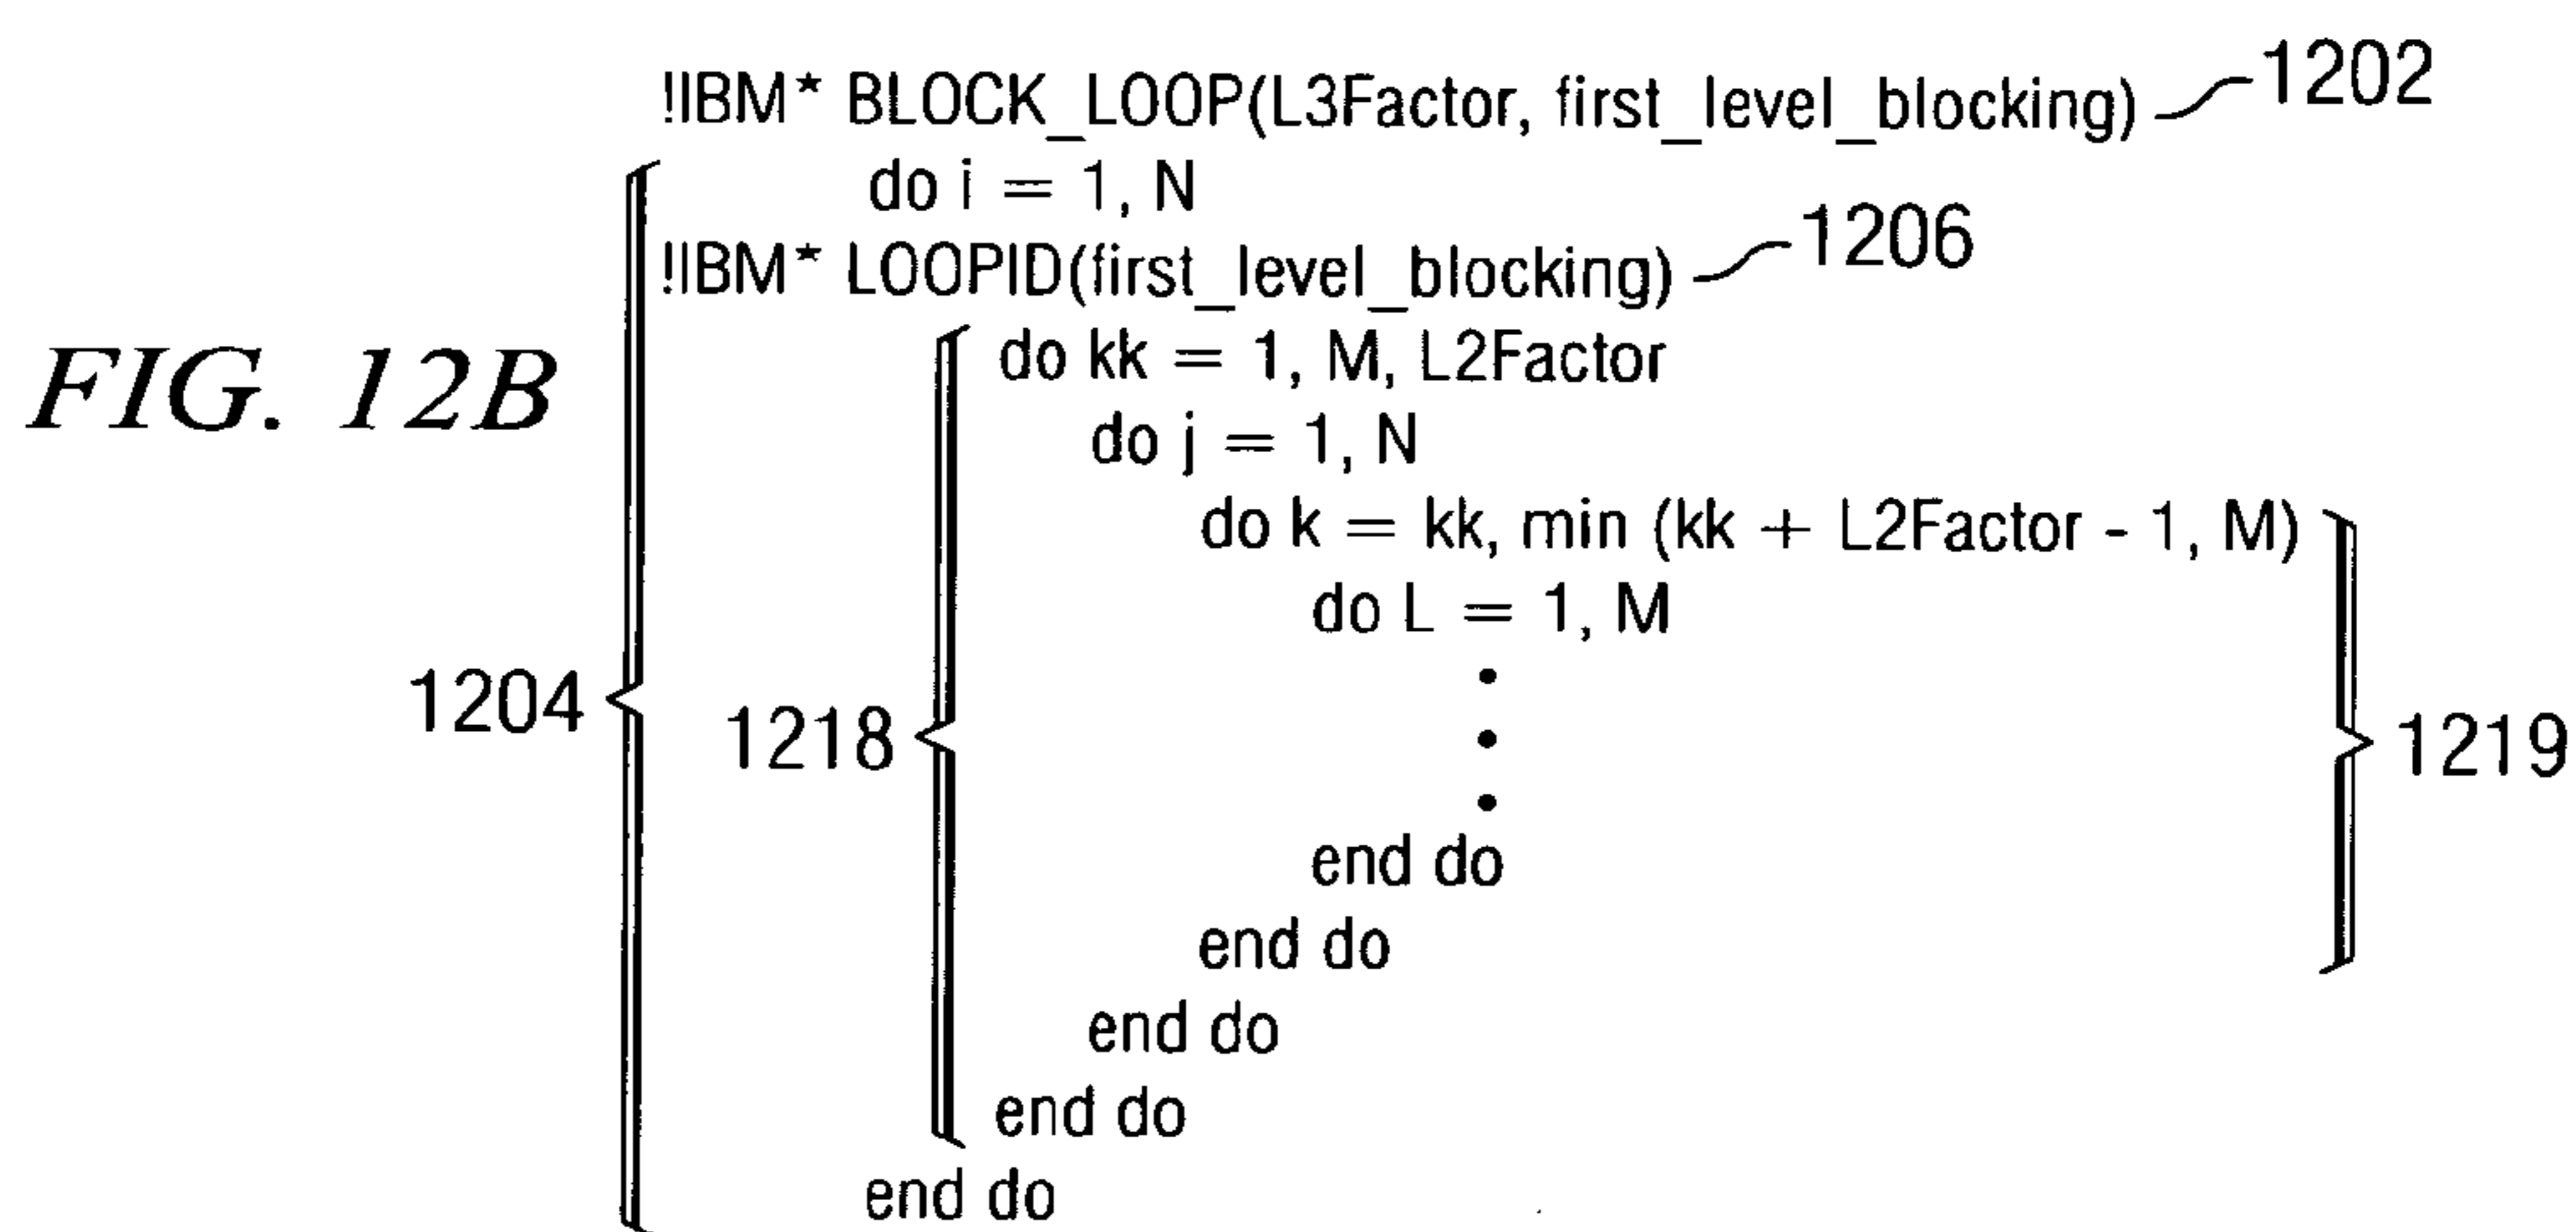 !IBM* BLOCK_LOOP(L3Factor, first_level_blocking) 1202
do i = 1, N
!IBM* LOOPID(first_level_blocking) 1206
FIG. 12B
do kk = 1, M, L2Factor
do j = 1, N
do k = kk, min (kk + L2Factor - 1, M)
do L = 1, M
1204
1218
1219
end do
end do
end do
end do
end do